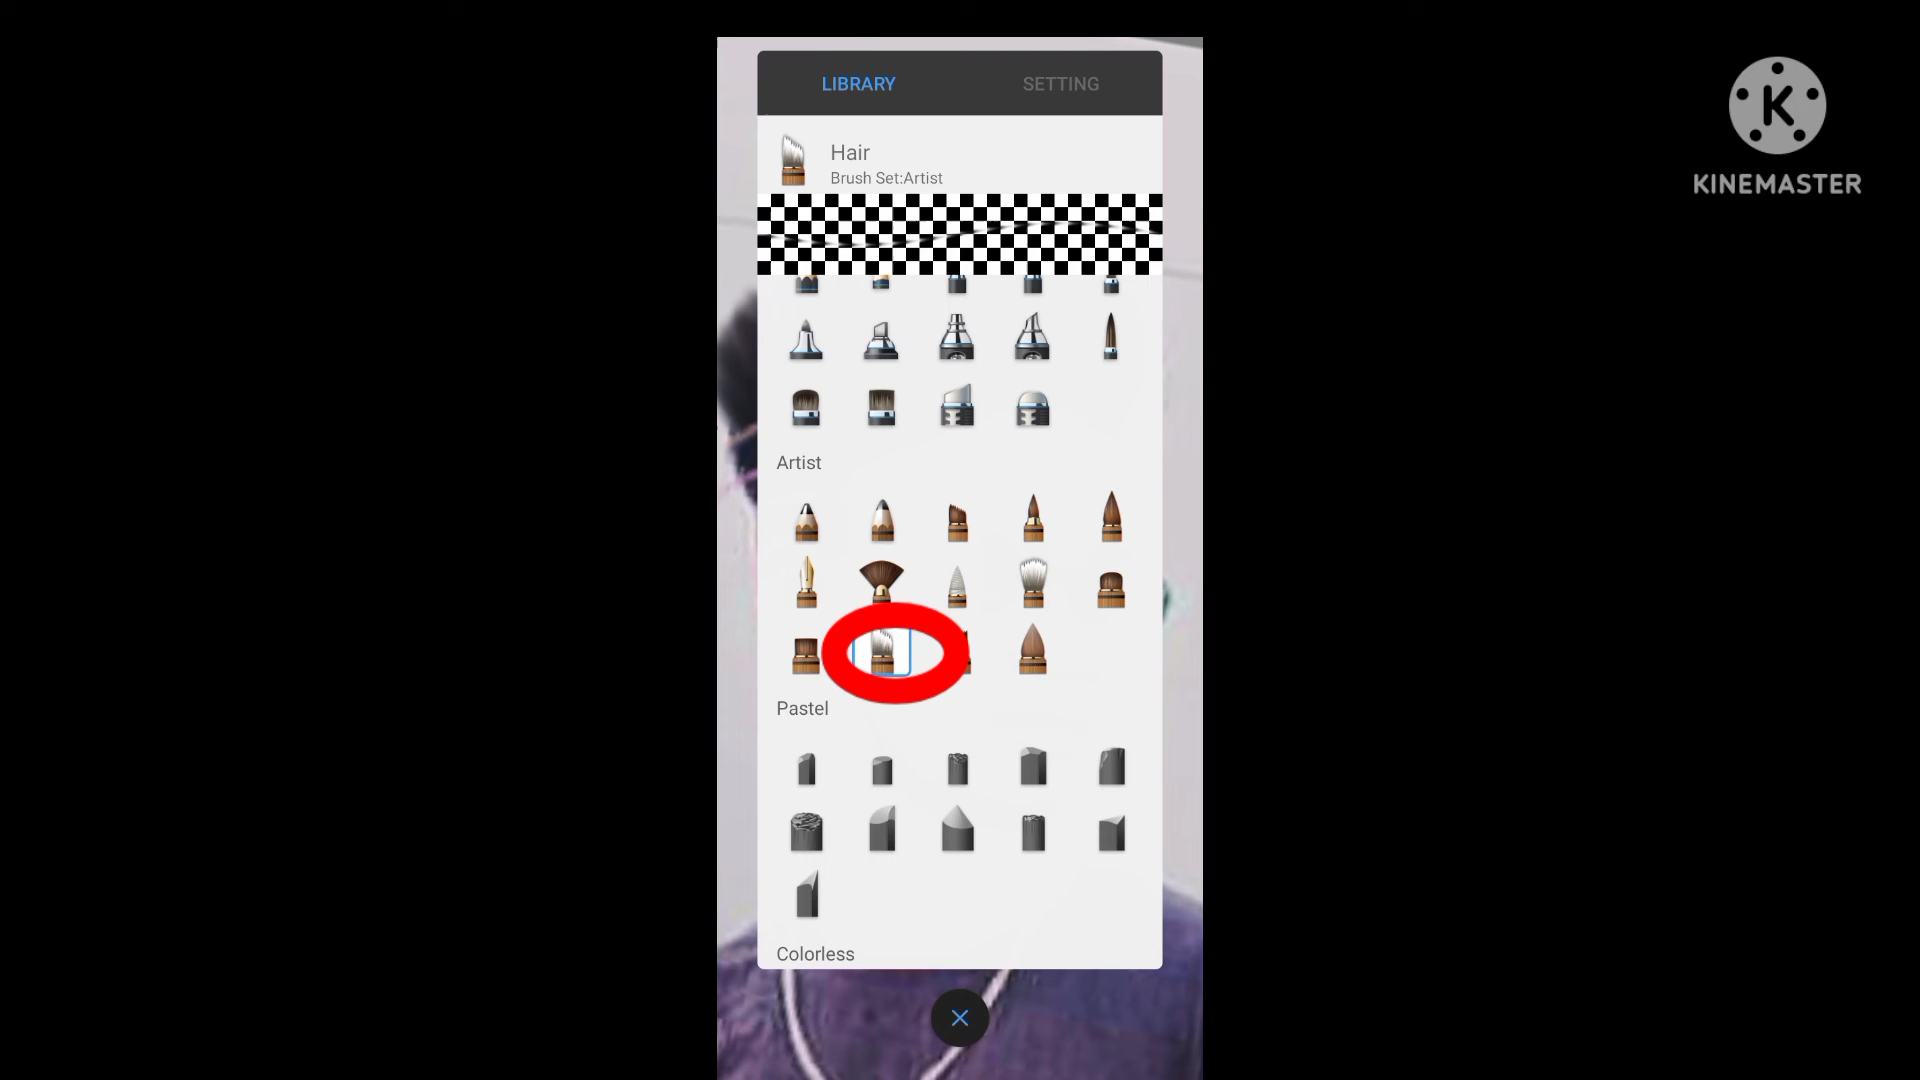 LIBRARY
SETTING
Hair
Brush Set:Artist
Artist
Pastel
Colorless
K
KINEMASTER